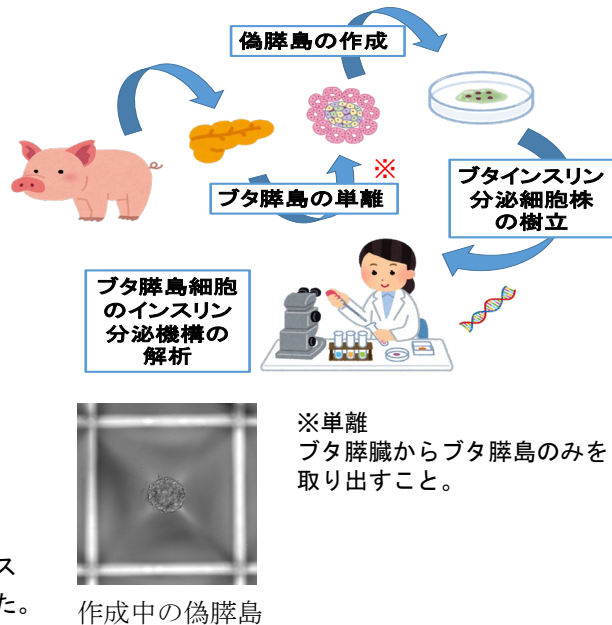 偽膵島の作成
※
ブタ膵島の単離
ブタインスリン
分泌細胞株
の樹立
ブタ膵島細胞
のインスリン
分泌機構の
解析
※単離
ブタ膵臓からブタ膵島のみを
取り出すこと。
ス
た。
作成中の偽膵島